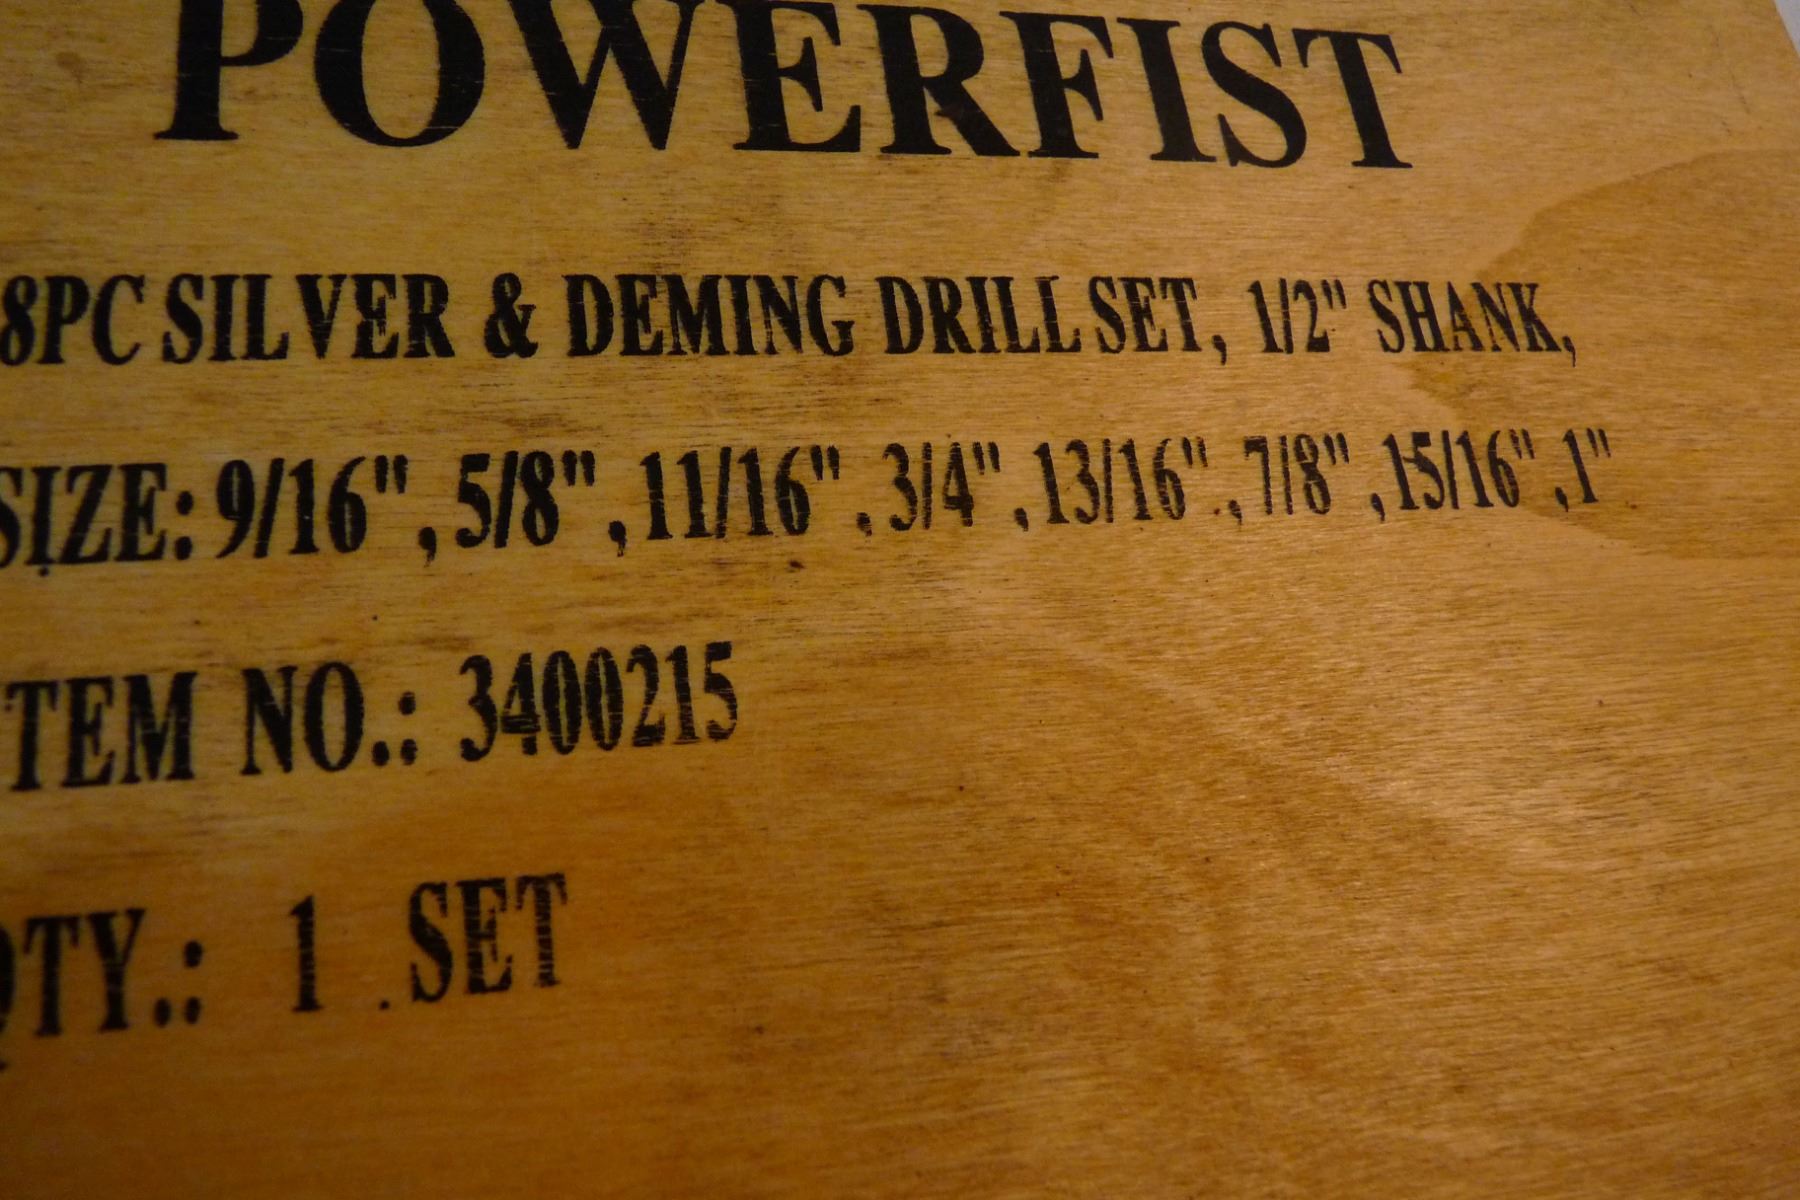 POWERFIST
8PC SILVER & DEMING DRILL SET, 1/2" SHANK,
SIZE: 9/16", 5/8", 11/16", 3/4", 13/16", 7/8", 15/16", 1"
TEM NO.: 3400215
QTY.: 1 SET